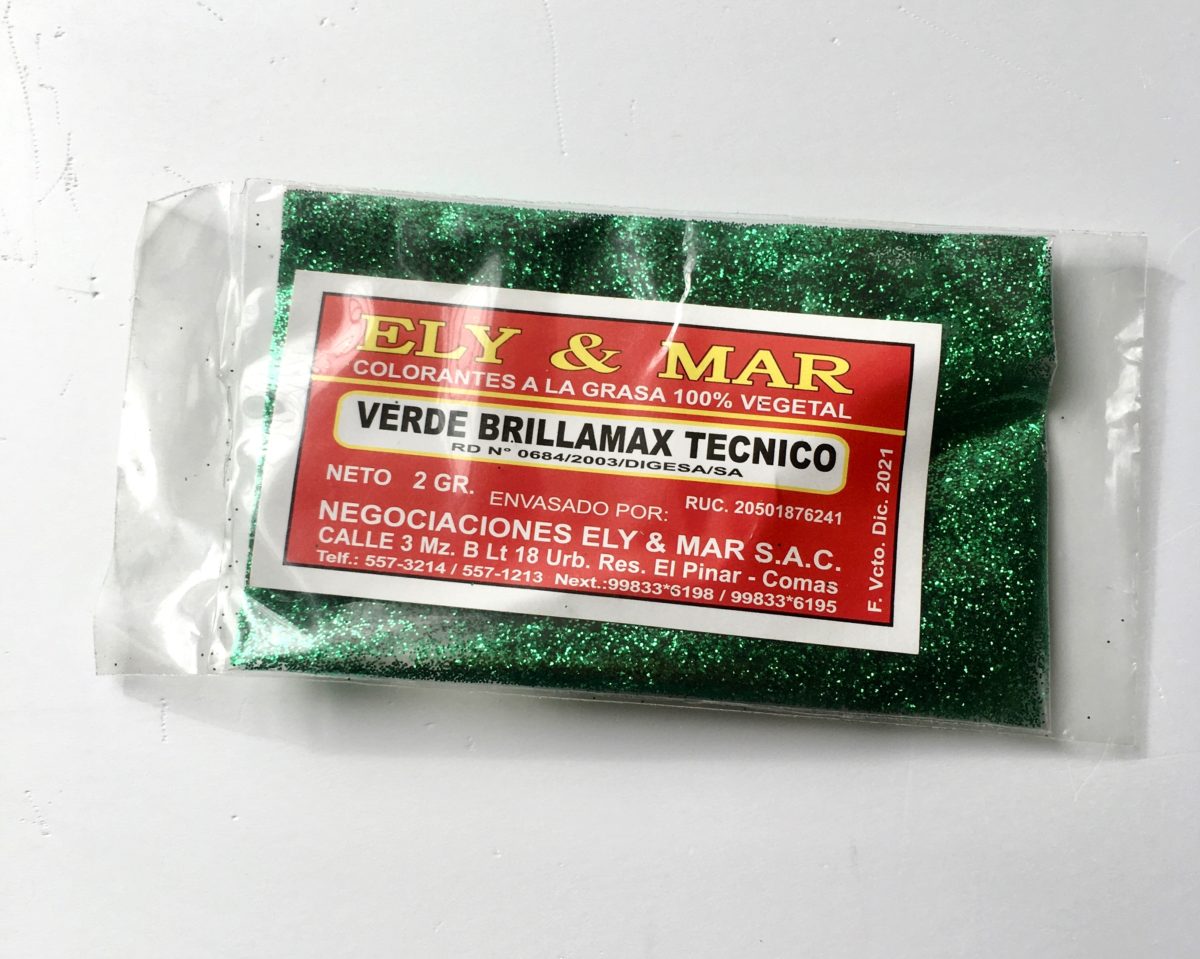 ELY & MAR
COLORANTES A LA GRASA 100% VEGETAL
VERDE BRILLAMAX TECNICO
RD N° 0684/2003/DIGESA/SA
NETO 2 GR.
ENVASADO POR:
RUC. 20501876241
NEGOCIACIONES ELY & MAR S.A.C.
CALLE 3 Mz. B Lt 18 Urb. Res. El Pinar - Comas
Telf.: 557-3214 / 557-1213 Next.:99833*6198 / 99833*6195
F. Vcto. Dic. 2021